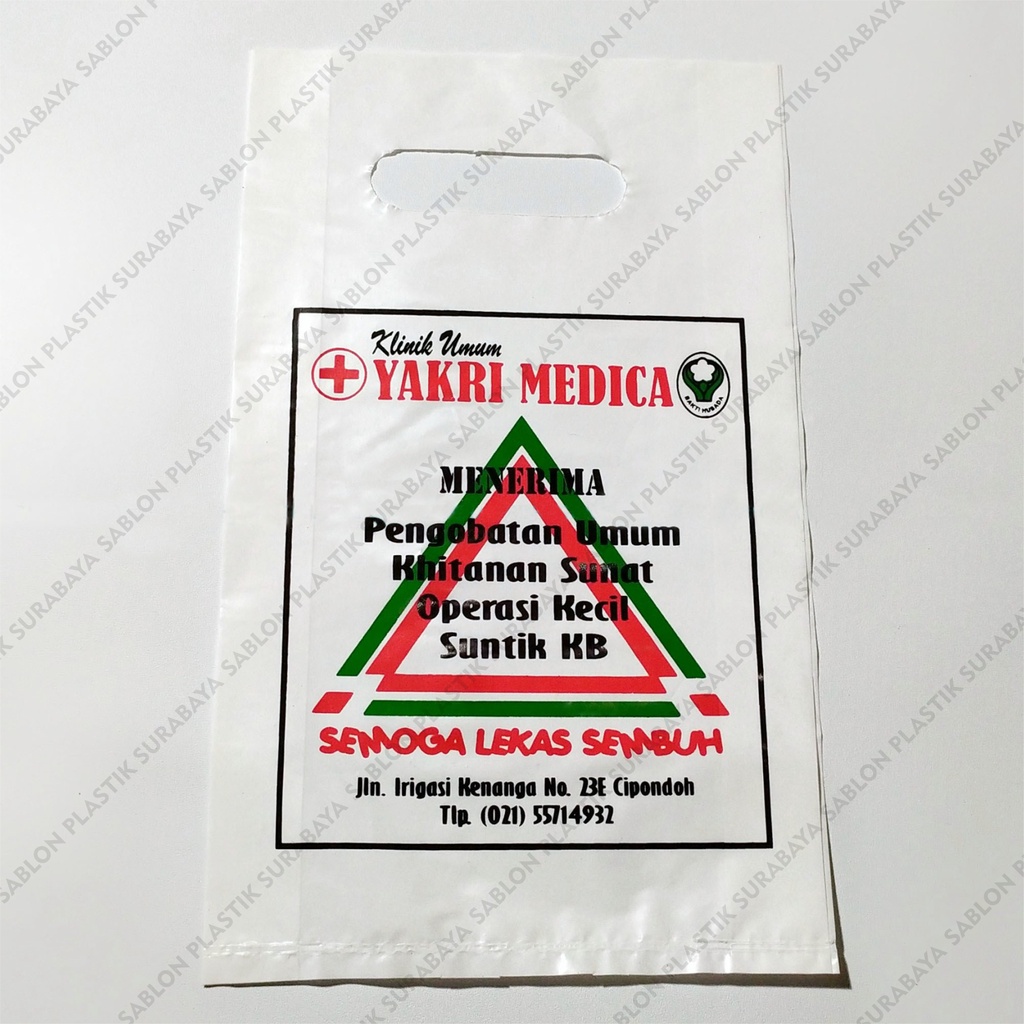 Klinik Umum
YAKRI MEDICA
BAKTI HUSADA
MENERIMA
Pengobatan Umum
Khitanan Sunat
Operasi Kecil
Suntik KB
SEMOGA LEKAS SEMBUH
Jln. Irigasi Kenanga No. 23E Cipondoh
Tlp. (021) 55714932
SABLON PLASTIK SURABAYA